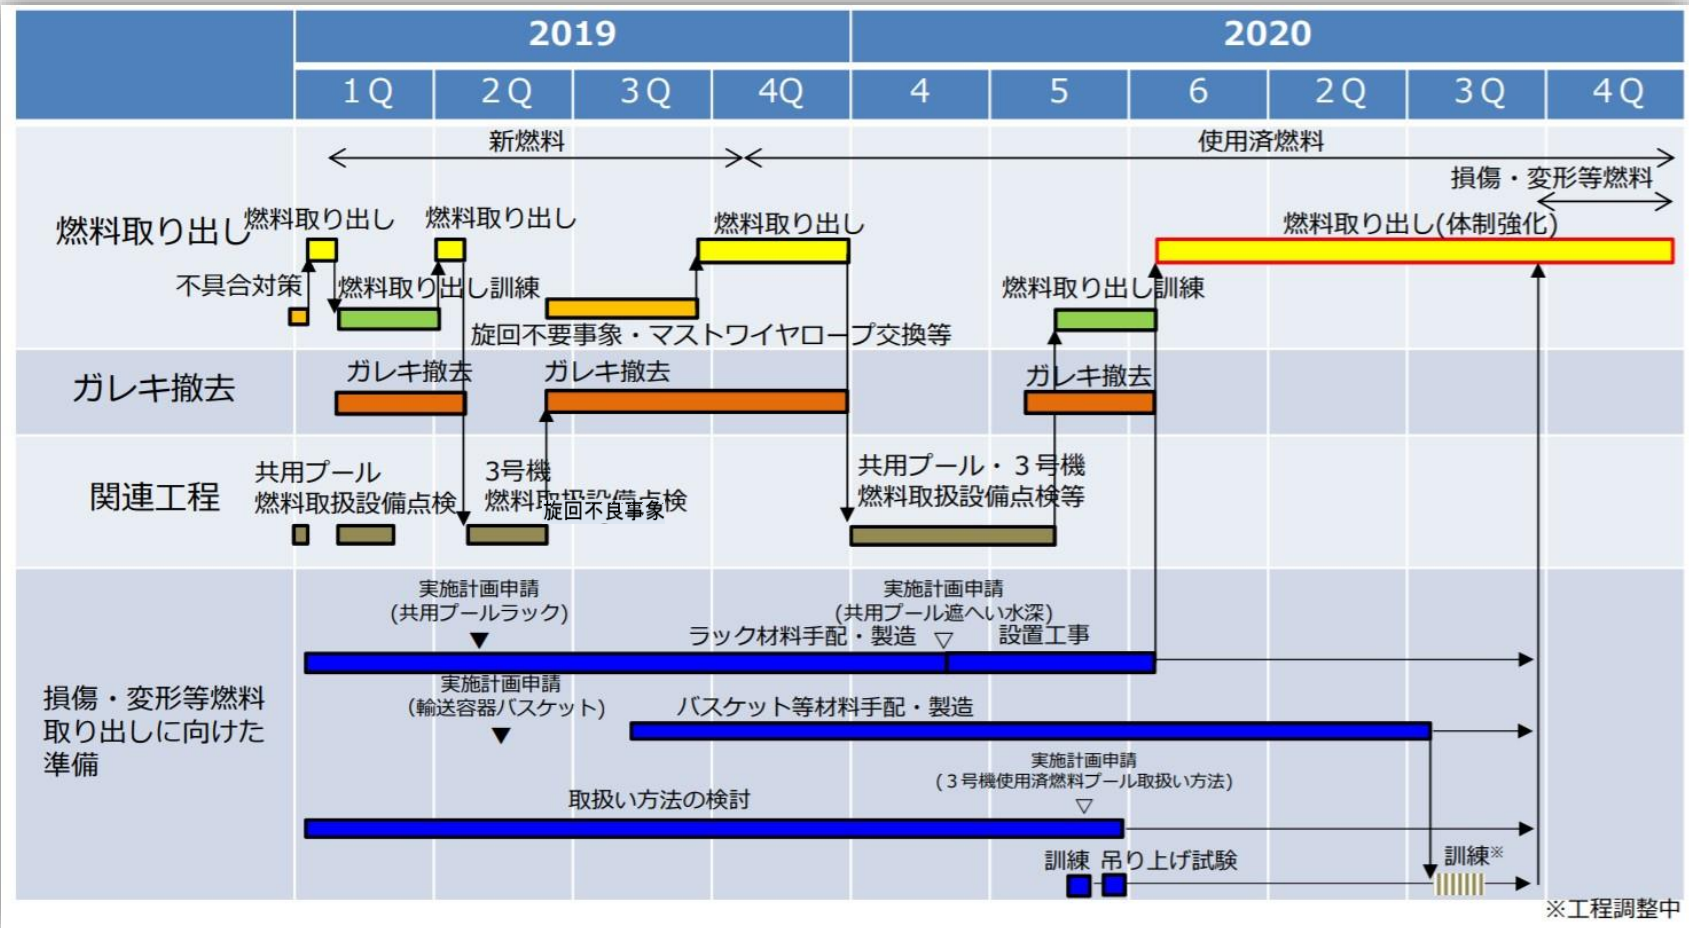 2019
2020
1Q
2Q
3Q
4Q
4
5
6
2Q
3Q
4Q
新燃料
使用済燃料
損傷・変形等燃料
燃料取り出し
燃料取り出し
燃料取り出し
燃料取り出し
燃料取り出し(体制強化)
不具合対策
燃料取り出し訓練
燃料取り出し訓練
旋回不要事象・マストワイヤロープ交換等
ガレキ撤去
ガレキ撤去
ガレキ撤去
ガレキ撤去
関連工程
共用プール
燃料取扱設備点検
3号機
燃料取扱設備点検
旋回不良事象
共用プール・３号機
燃料取扱設備点検等
損傷・変形等燃料
取り出しに向けた
準備
実施計画申請
(共用プールラック)
▼
実施計画申請
(共用プール遮へい水深)
ラック材料手配・製造
▽
設置工事
実施計画申請
(輸送容器バスケット)
▼
バスケット等材料手配・製造
実施計画申請
(３号機使用済燃料プール取扱い方法)
▽
取扱い方法の検討
訓練
吊り上げ試験
訓練※
※工程調整中